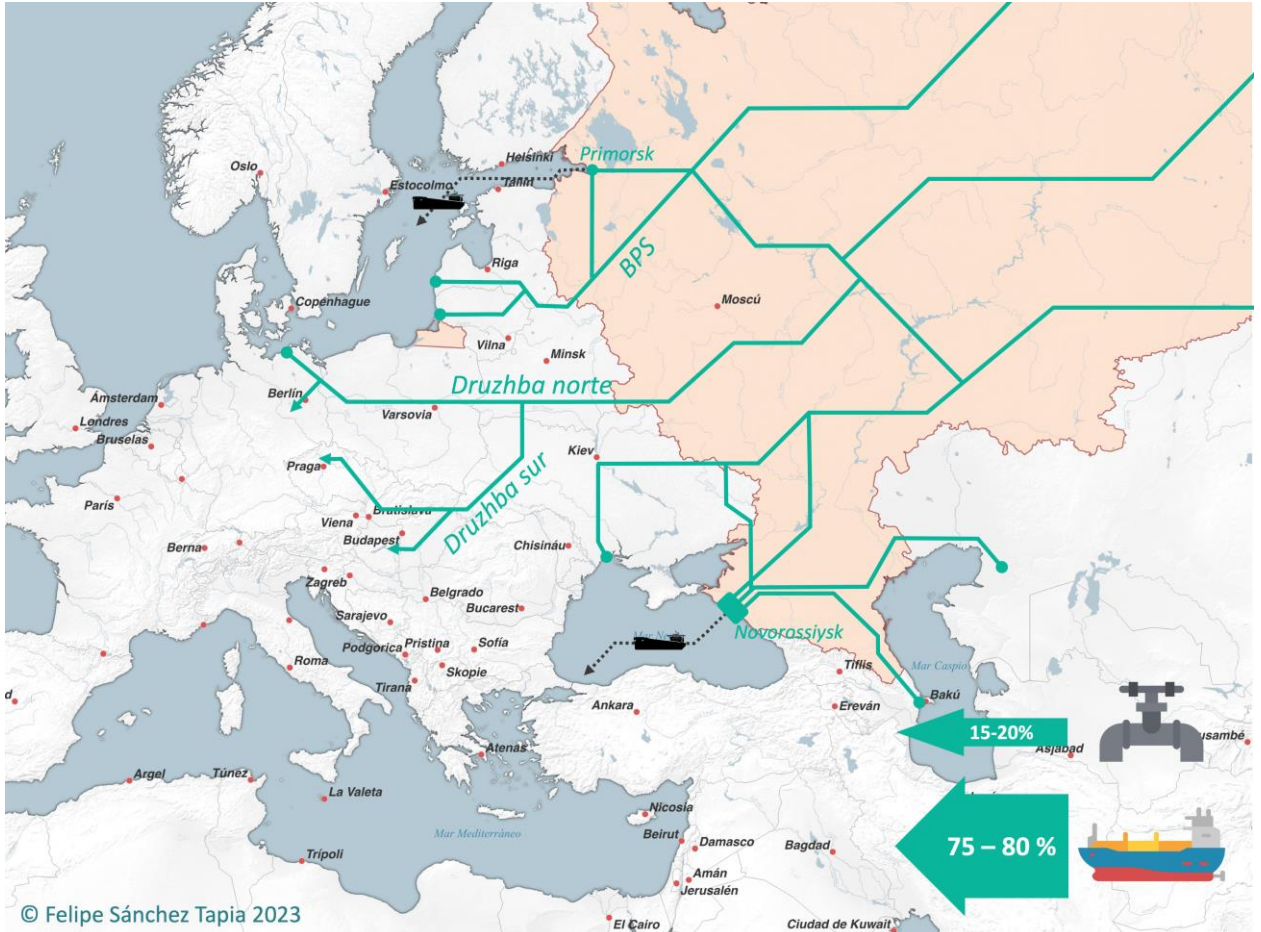 Oslo
Helsinki
Primorsk
Estocolmo
Tallin
Riga
BPS
Moscú
Copenhague
Vilna
Minsk
Druzhba norte
Berlín
Ámsterdam
Varsovia
Londres
Bruselas
Kiev
Praga
Druzhba sur
París
Viena
Bratislava
Budapest
Chisináu
Berna
Zagreb
Belgrado
Bucarest
Sarajevo
Novorossiysk
Podgorica
Pristina
Sofía
Skopie
Tirana
Roma
Tiflis
Mar Caspio
Bakú
Ankara
Ereván
15-20%
Asjabad
Atenas
Argel
Túnez
La Valeta
Nicosia
Mar Mediterráneo
Beirut
Damasco
Bagdad
75 – 80 %
Trípoli
Amán
Jerusalén
© Felipe Sánchez Tapia 2023
El Cairo
Ciudad de Kuwait